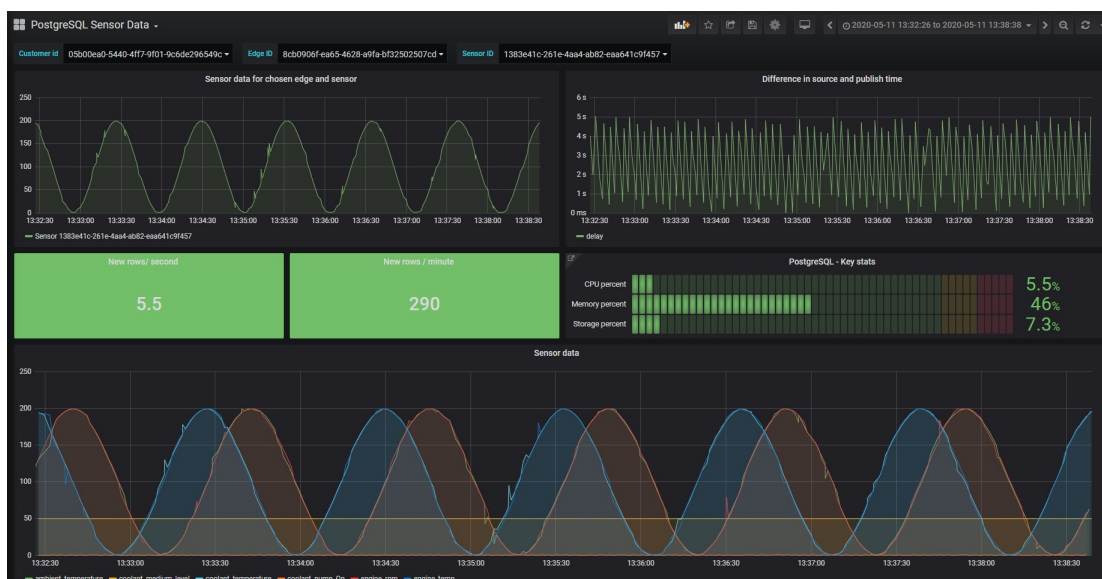 PostgreSQL Sensor Data
2020-05-11 13:32:26 to 2020-05-11 13:38:38
Customer id 05b00ea0-5440-4ff7-9f01-9c6de296549c Edge ID 8cb0906f-ea65-4628-a9fa-bf32502507cd Sensor ID 1383e41c-261e-4aa4-ab82-eaa641c9f457
Sensor data for chosen edge and sensor
250
200
150
100
50
0
13:32:30 13:33:00 13:33:30 13:34:00 13:34:30 13:35:00 13:35:30 13:36:00 13:36:30 13:37:00 13:37:30 13:38:00 13:38:30
Sensor 1383e41c-261e-4aa4-ab82-eaa641c9f457
Difference in source and publish time
6 s
5 s
4 s
3 s
2 s
1 s
0 ms
13:32:30 13:33:00 13:33:30 13:34:00 13:34:30 13:35:00 13:35:30 13:36:00 13:36:30 13:37:00 13:37:30 13:38:00 13:38:30
delay
New rows/ second
5.5
New rows / minute
290
PostgreSQL - Key stats
CPU percent 5.5%
Memory percent 46%
Storage percent 7.3%
Sensor data
250
200
150
100
50
0
13:32:30 13:33:00 13:33:30 13:34:00 13:34:30 13:35:00 13:35:30 13:36:00 13:36:30 13:37:00 13:37:30 13:38:00 13:38:30
ambient_temperature coolant_medium_level coolant_temperature coolant_pump_0n engine_rpm engine_temp